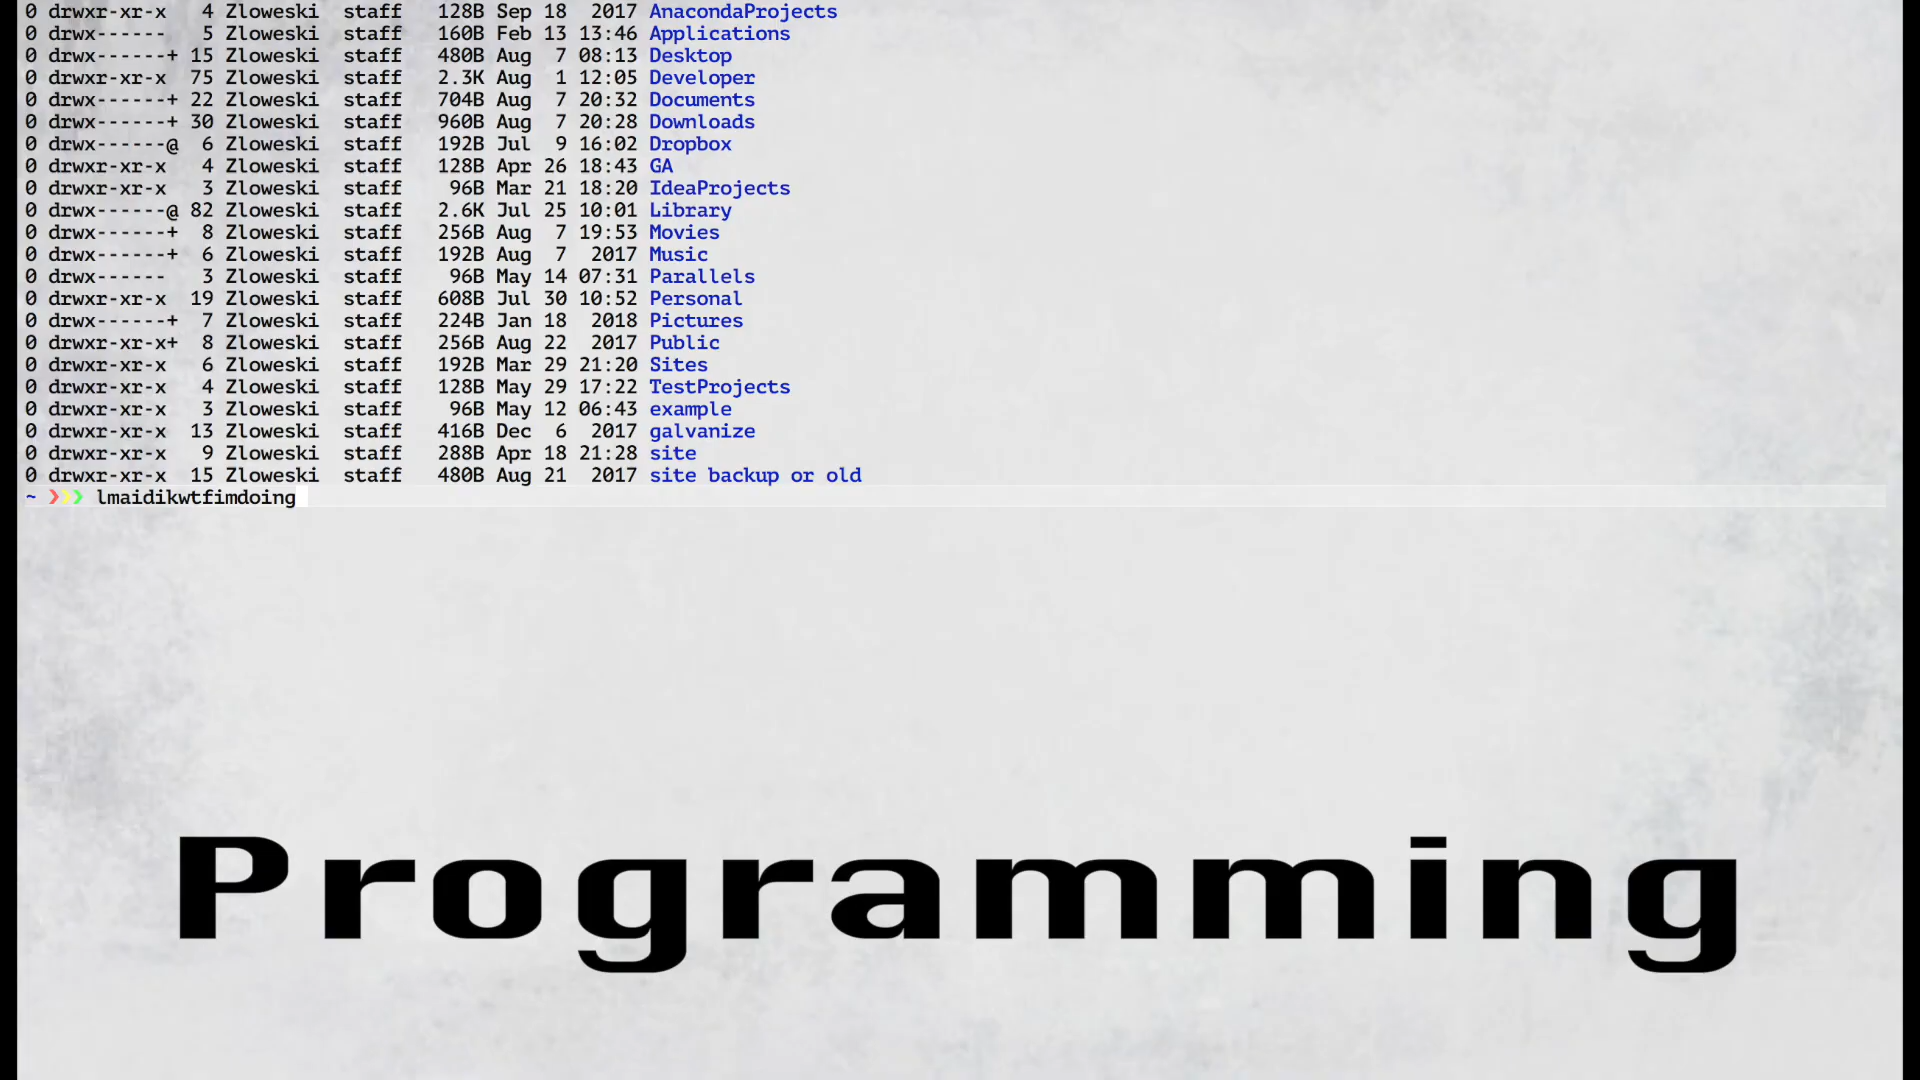 0 drwxr-xr-x   4 Zloweski  staff   128B Sep 18  2017 AnacondaProjects
0 drwx------   5 Zloweski  staff   160B Feb 13 13:46 Applications
0 drwx------+ 15 Zloweski  staff   480B Aug  7 08:13 Desktop
0 drwxr-xr-x  75 Zloweski  staff   2.3K Aug  1 12:05 Developer
0 drwx------+ 22 Zloweski  staff   704B Aug  7 20:32 Documents
0 drwx------+ 30 Zloweski  staff   960B Aug  7 20:28 Downloads
0 drwx------@  6 Zloweski  staff   192B Jul  9 16:02 Dropbox
0 drwxr-xr-x   4 Zloweski  staff   128B Apr 26 18:43 GA
0 drwxr-xr-x   3 Zloweski  staff    96B Mar 21 18:20 IdeaProjects
0 drwx------@ 82 Zloweski  staff   2.6K Jul 25 10:01 Library
0 drwx------+  8 Zloweski  staff   256B Aug  7 19:53 Movies
0 drwx------+  6 Zloweski  staff   192B Aug  7  2017 Music
0 drwx------   3 Zloweski  staff    96B May 14 07:31 Parallels
0 drwxr-xr-x  19 Zloweski  staff   608B Jul 30 10:52 Personal
0 drwx------+  7 Zloweski  staff   224B Jan 18  2018 Pictures
0 drwxr-xr-x+  8 Zloweski  staff   256B Aug 22  2017 Public
0 drwxr-xr-x   6 Zloweski  staff   192B Mar 29 21:20 Sites
0 drwxr-xr-x   4 Zloweski  staff   128B May 29 17:22 TestProjects
0 drwxr-xr-x   3 Zloweski  staff    96B May 12 06:43 example
0 drwxr-xr-x  13 Zloweski  staff   416B Dec  6  2017 galvanize
0 drwxr-xr-x   9 Zloweski  staff   288B Apr 18 21:28 site
0 drwxr-xr-x  15 Zloweski  staff   480B Aug 21  2017 site backup or old
~ ❯❯❯ lmaidikwtfimdoing
Programming